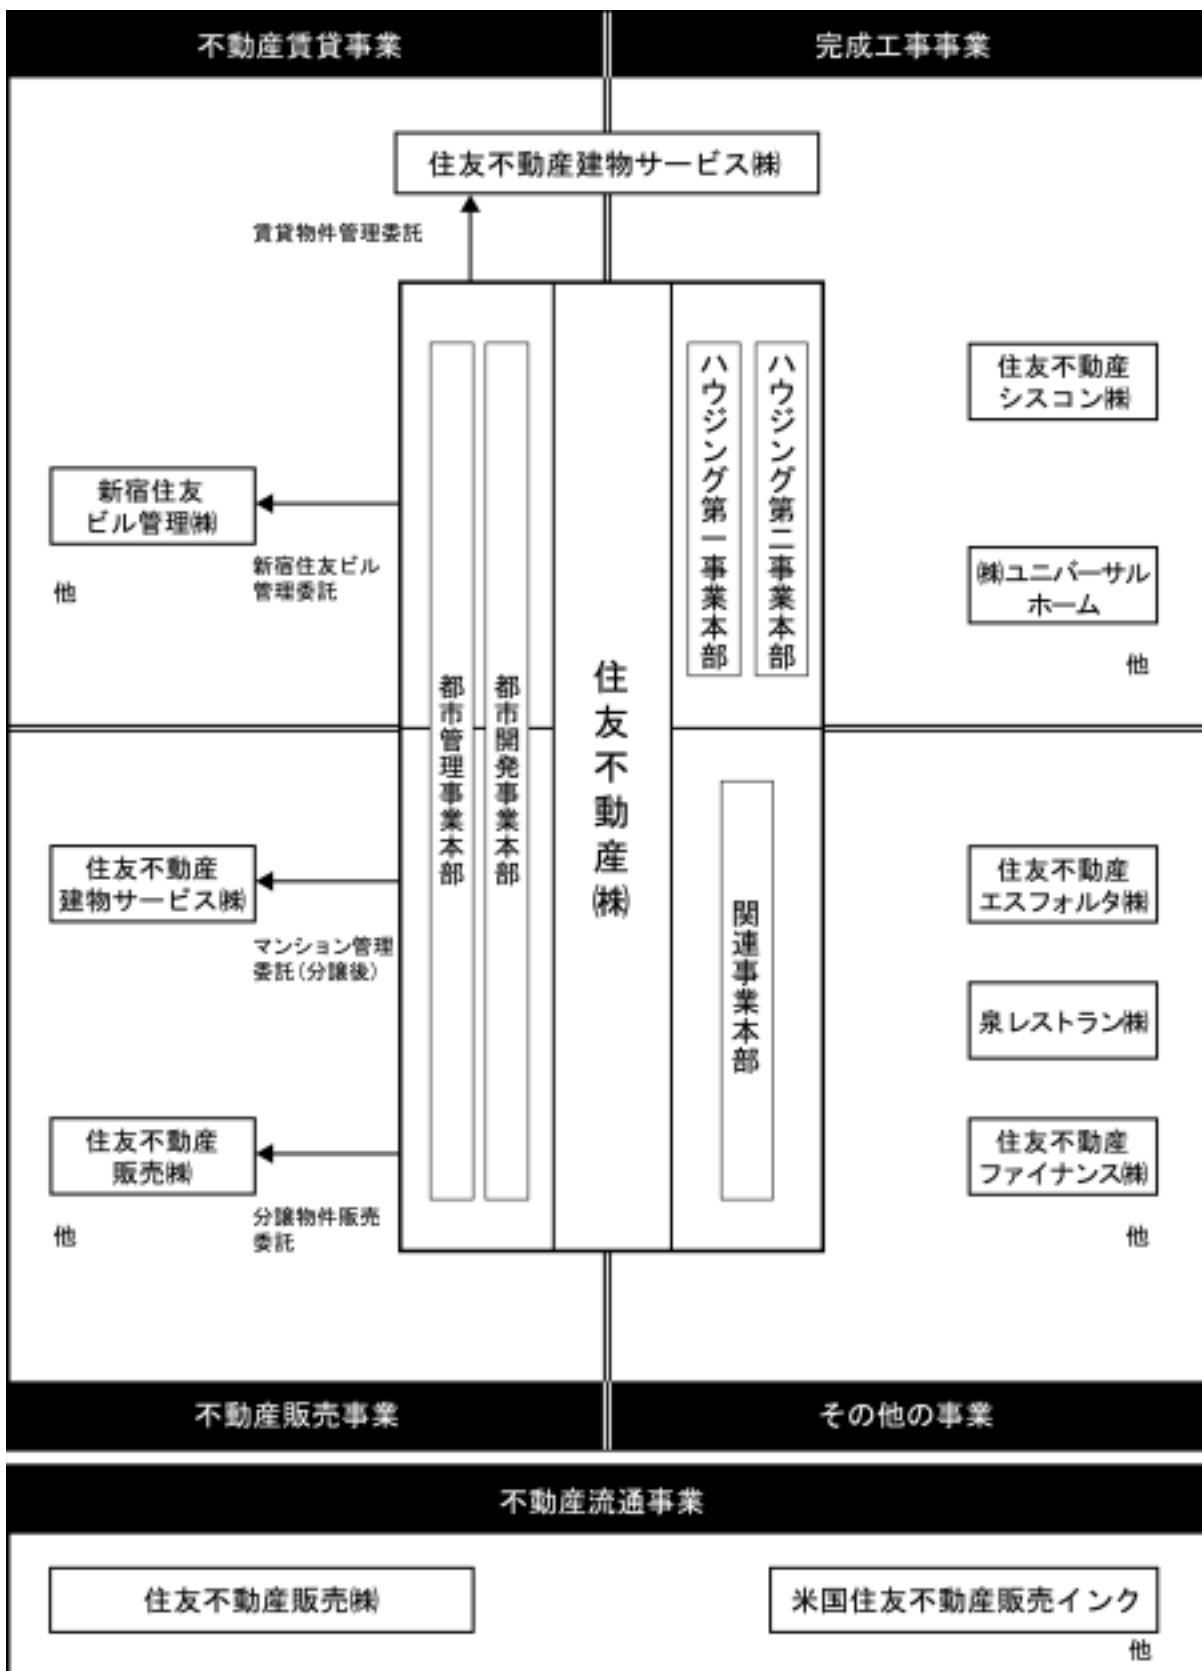 不動産賃貸事業
完成工事事業
住友不動産建物サービス㈱
賃貸物件管理委託
新宿住友
ビル管理㈱
他
新宿住友ビル
管理委託
都市管理事業本部
都市開発事業本部
住友不動産㈱
ハウジング第一事業本部
ハウジング第二事業本部
住友不動産
シスコン㈱
㈱ユニバーサル
ホーム
他
住友不動産
建物サービス㈱
マンション管理
委託(分譲後)
住友不動産
販売㈱
他
分譲物件販売
委託
関連事業本部
住友不動産
エスフォルタ㈱
泉レストラン㈱
住友不動産
ファイナンス㈱
他
不動産販売事業
その他の事業
不動産流通事業
住友不動産販売㈱
米国住友不動産販売インク
他